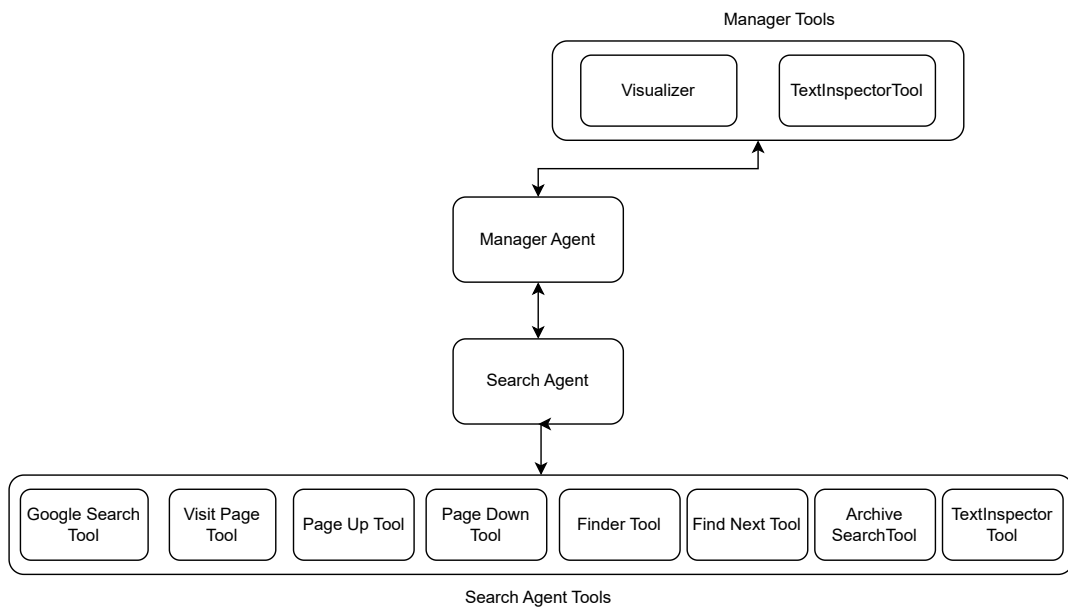 Manager Tools
Visualizer
TextInspectorTool
Manager Agent
Search Agent
Google Search
Tool
Visit Page
Tool
Page Up Tool
Page Down
Tool
Finder Tool
Find Next Tool
Archive
SearchTool
TextInspector
Tool
Search Agent Tools